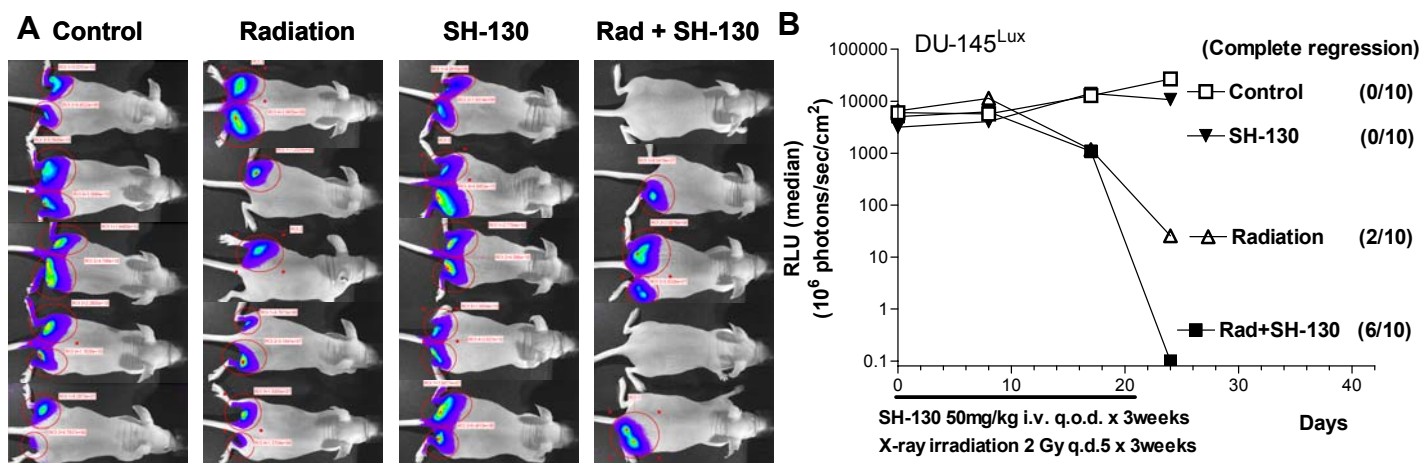 A Control Radiation SH-130 Rad + SH-130
B
DU-145Lux
(Complete regression)
100000
10000
1000
100
10
1
0.1
RLU (median)
(10⁶ photons/sec/cm²)
Control (0/10)
SH-130 (0/10)
Radiation (2/10)
Rad+SH-130 (6/10)
0 10 20 30 40
Days
SH-130 50mg/kg i.v. q.o.d. x 3weeks
X-ray irradiation 2 Gy q.d.5 x 3weeks